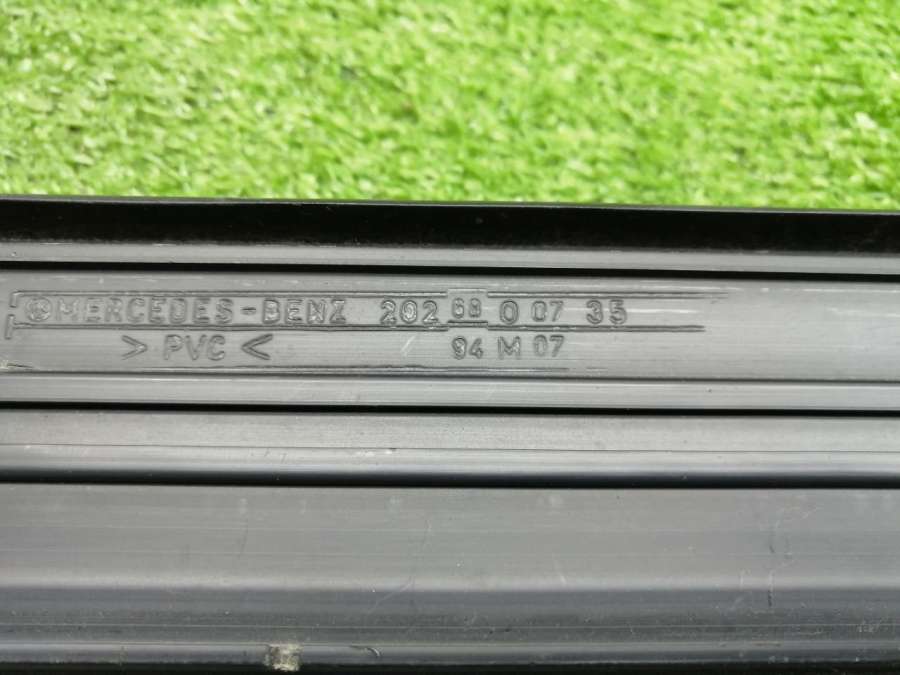 MERCEDES-BENZ 202 68 0 07 35
> PVC < 94 M 07